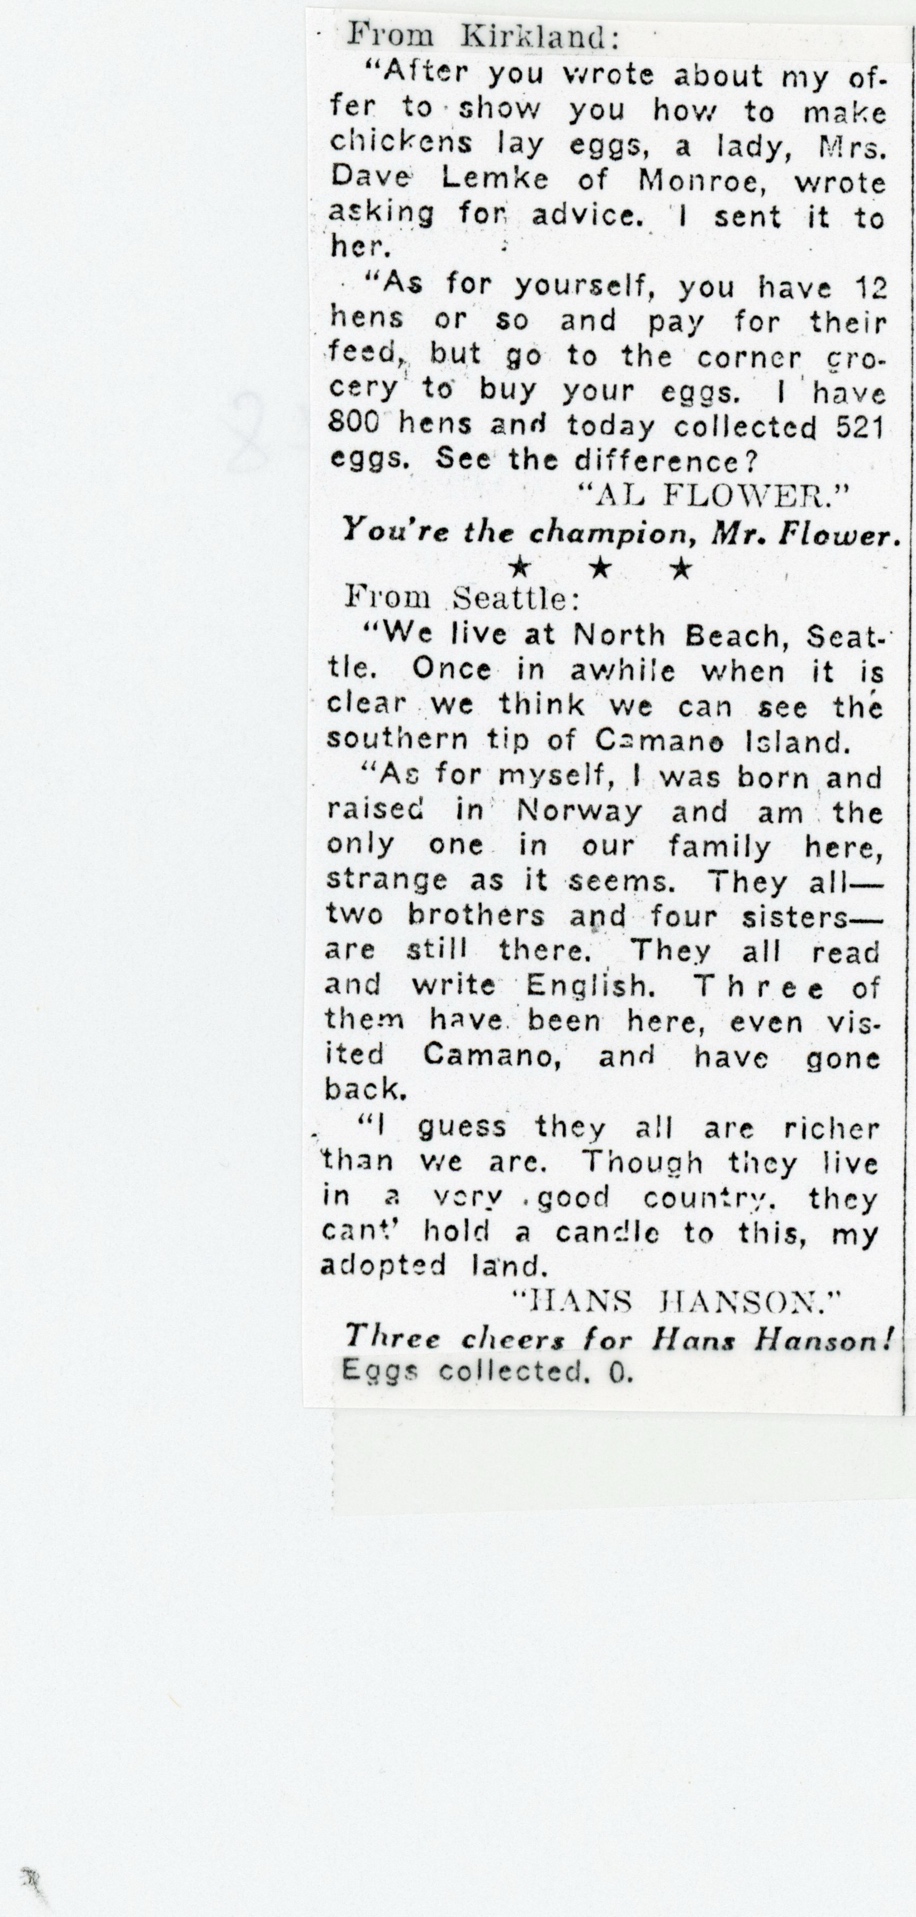 From Kirkland:
“After you wrote about my of-
fer to show you how to make
chickens lay eggs, a lady, Mrs.
Dave Lemke of Monroe, wrote
asking for advice. I sent it to
her.
“As for yourself, you have 12
hens or so and pay for their
feed, but go to the corner gro-
cery to buy your eggs. I have
800 hens and today collected 521
eggs. See the difference?
“AL FLOWER.”
You're the champion, Mr. Flower.
★ ★ ★
From Seattle:
“We live at North Beach, Seat-
tle. Once in awhile when it is
clear we think we can see the
southern tip of Camano Island.
“As for myself, I was born and
raised in Norway and am the
only one in our family here,
strange as it seems. They all—
two brothers and four sisters—
are still there. They all read
and write English. Three of
them have been here, even vis-
ited Camano, and have gone
back.
“I guess they all are richer
than we are. Though they live
in a very good country, they
cant' hold a candle to this, my
adopted land.
“HANS HANSON.”
Three cheers for Hans Hanson!
Eggs collected. 0.